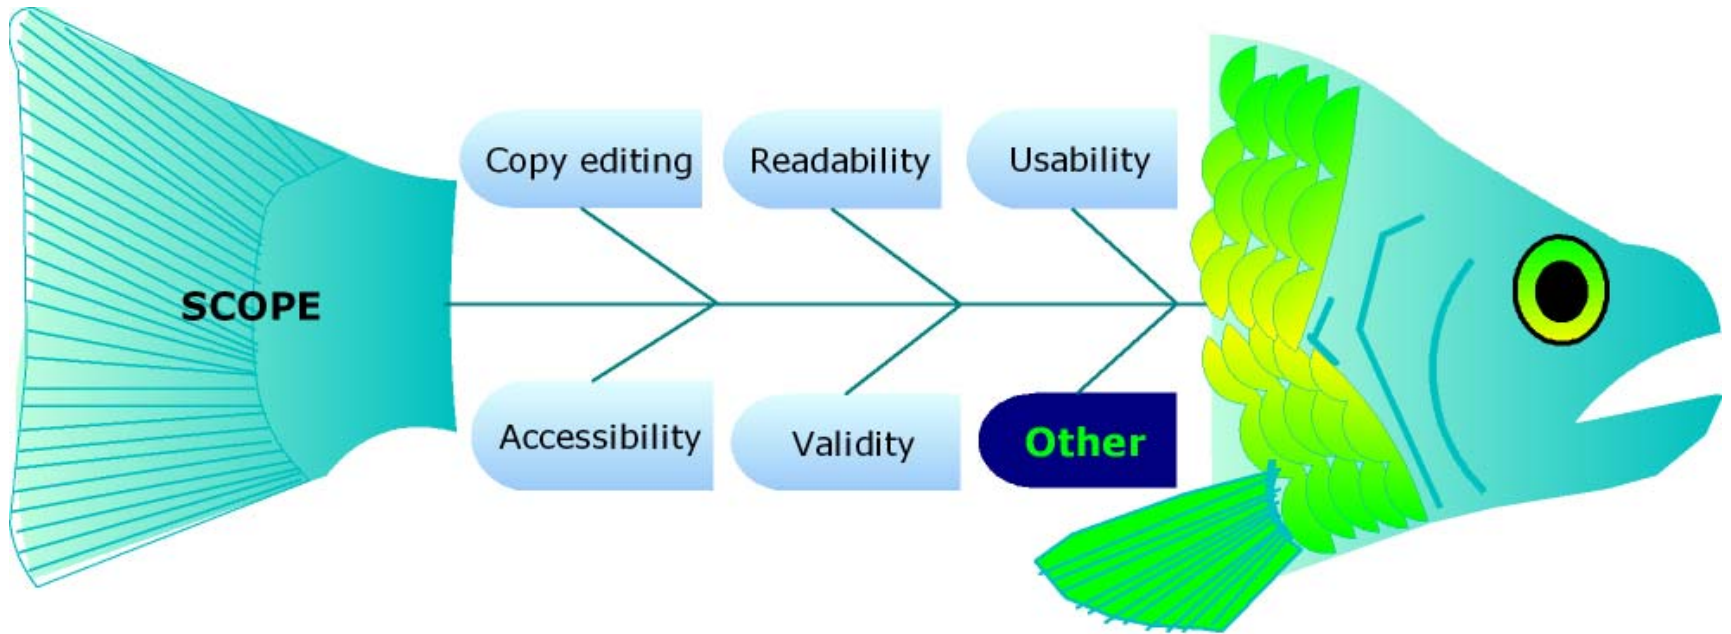 Copy editing
Readability
Usability
SCOPE
Accessibility
Validity
Other